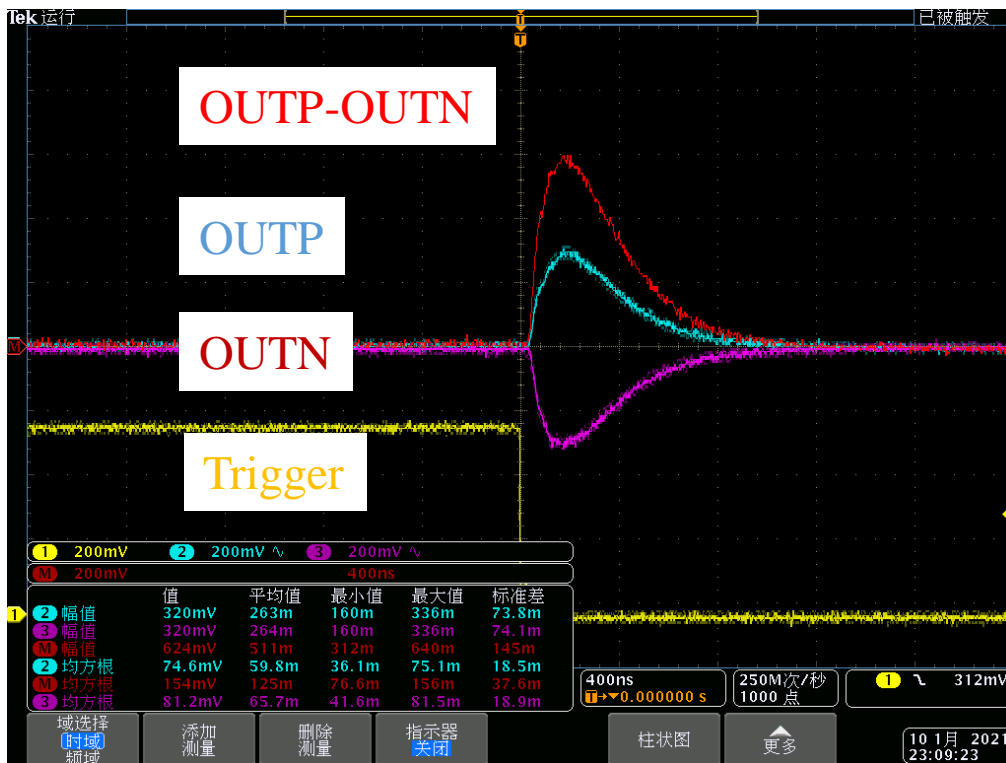 Tek 运行 已被触发
T
T
OUTP-OUTN
OUTP
M
OUTN
Trigger
1 200mV 2 200mV ∿ 3 200mV ∿
M 200mV 400ns
值 平均值 最小值 最大值 标准差
1
2 幅值 320mV 263m 160m 336m 73.8m
3 幅值 320mV 264m 160m 336m 74.1m
M 幅值 624mV 511m 312m 640m 145m
2 均方根 74.6mV 59.8m 36.1m 75.1m 18.5m
M 均方根 154mV 125m 76.6m 156m 37.6m
3 均方根 81.2mV 65.7m 41.6m 81.5m 18.9m
400ns
T→▼0.000000 s
250M次/秒
1000 点
1 ↘ 312mV
域选择
时域
频域
添加
测量
删除
测量
指示器
关闭
柱状图
更多
10 1月 2021
23:09:23